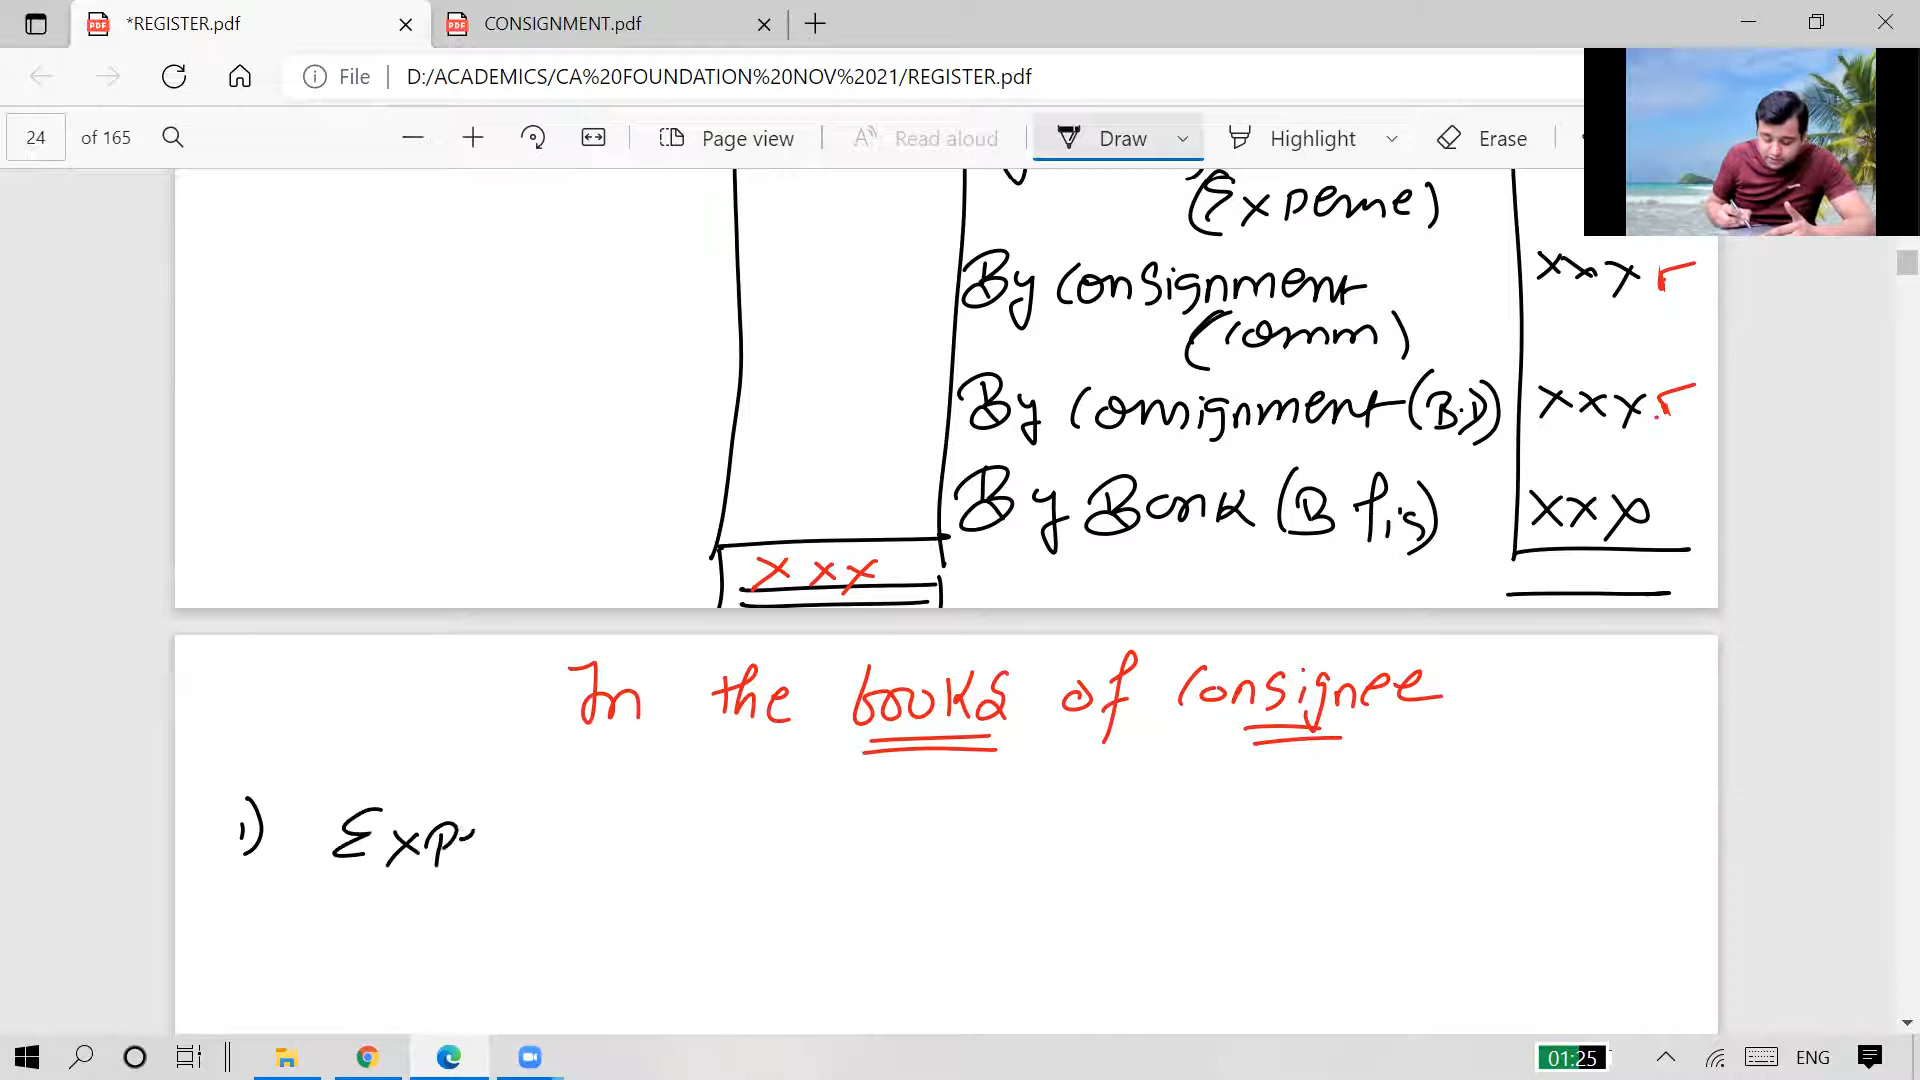 *REGISTER.pdf
CONSIGNMENT.pdf
File
D:/ACADEMICS/CA%20FOUNDATION%20NOV%2021/REGISTER.pdf
24 of 165
Page view
Read aloud
Draw
Highlight
Erase
(Expense)
By Consignment xxx
(comm)
By Consignment (B.D) xxx
By Bank (B fig) xxx
xxx
In the books of consignee
1) Exp
01:25
ENG